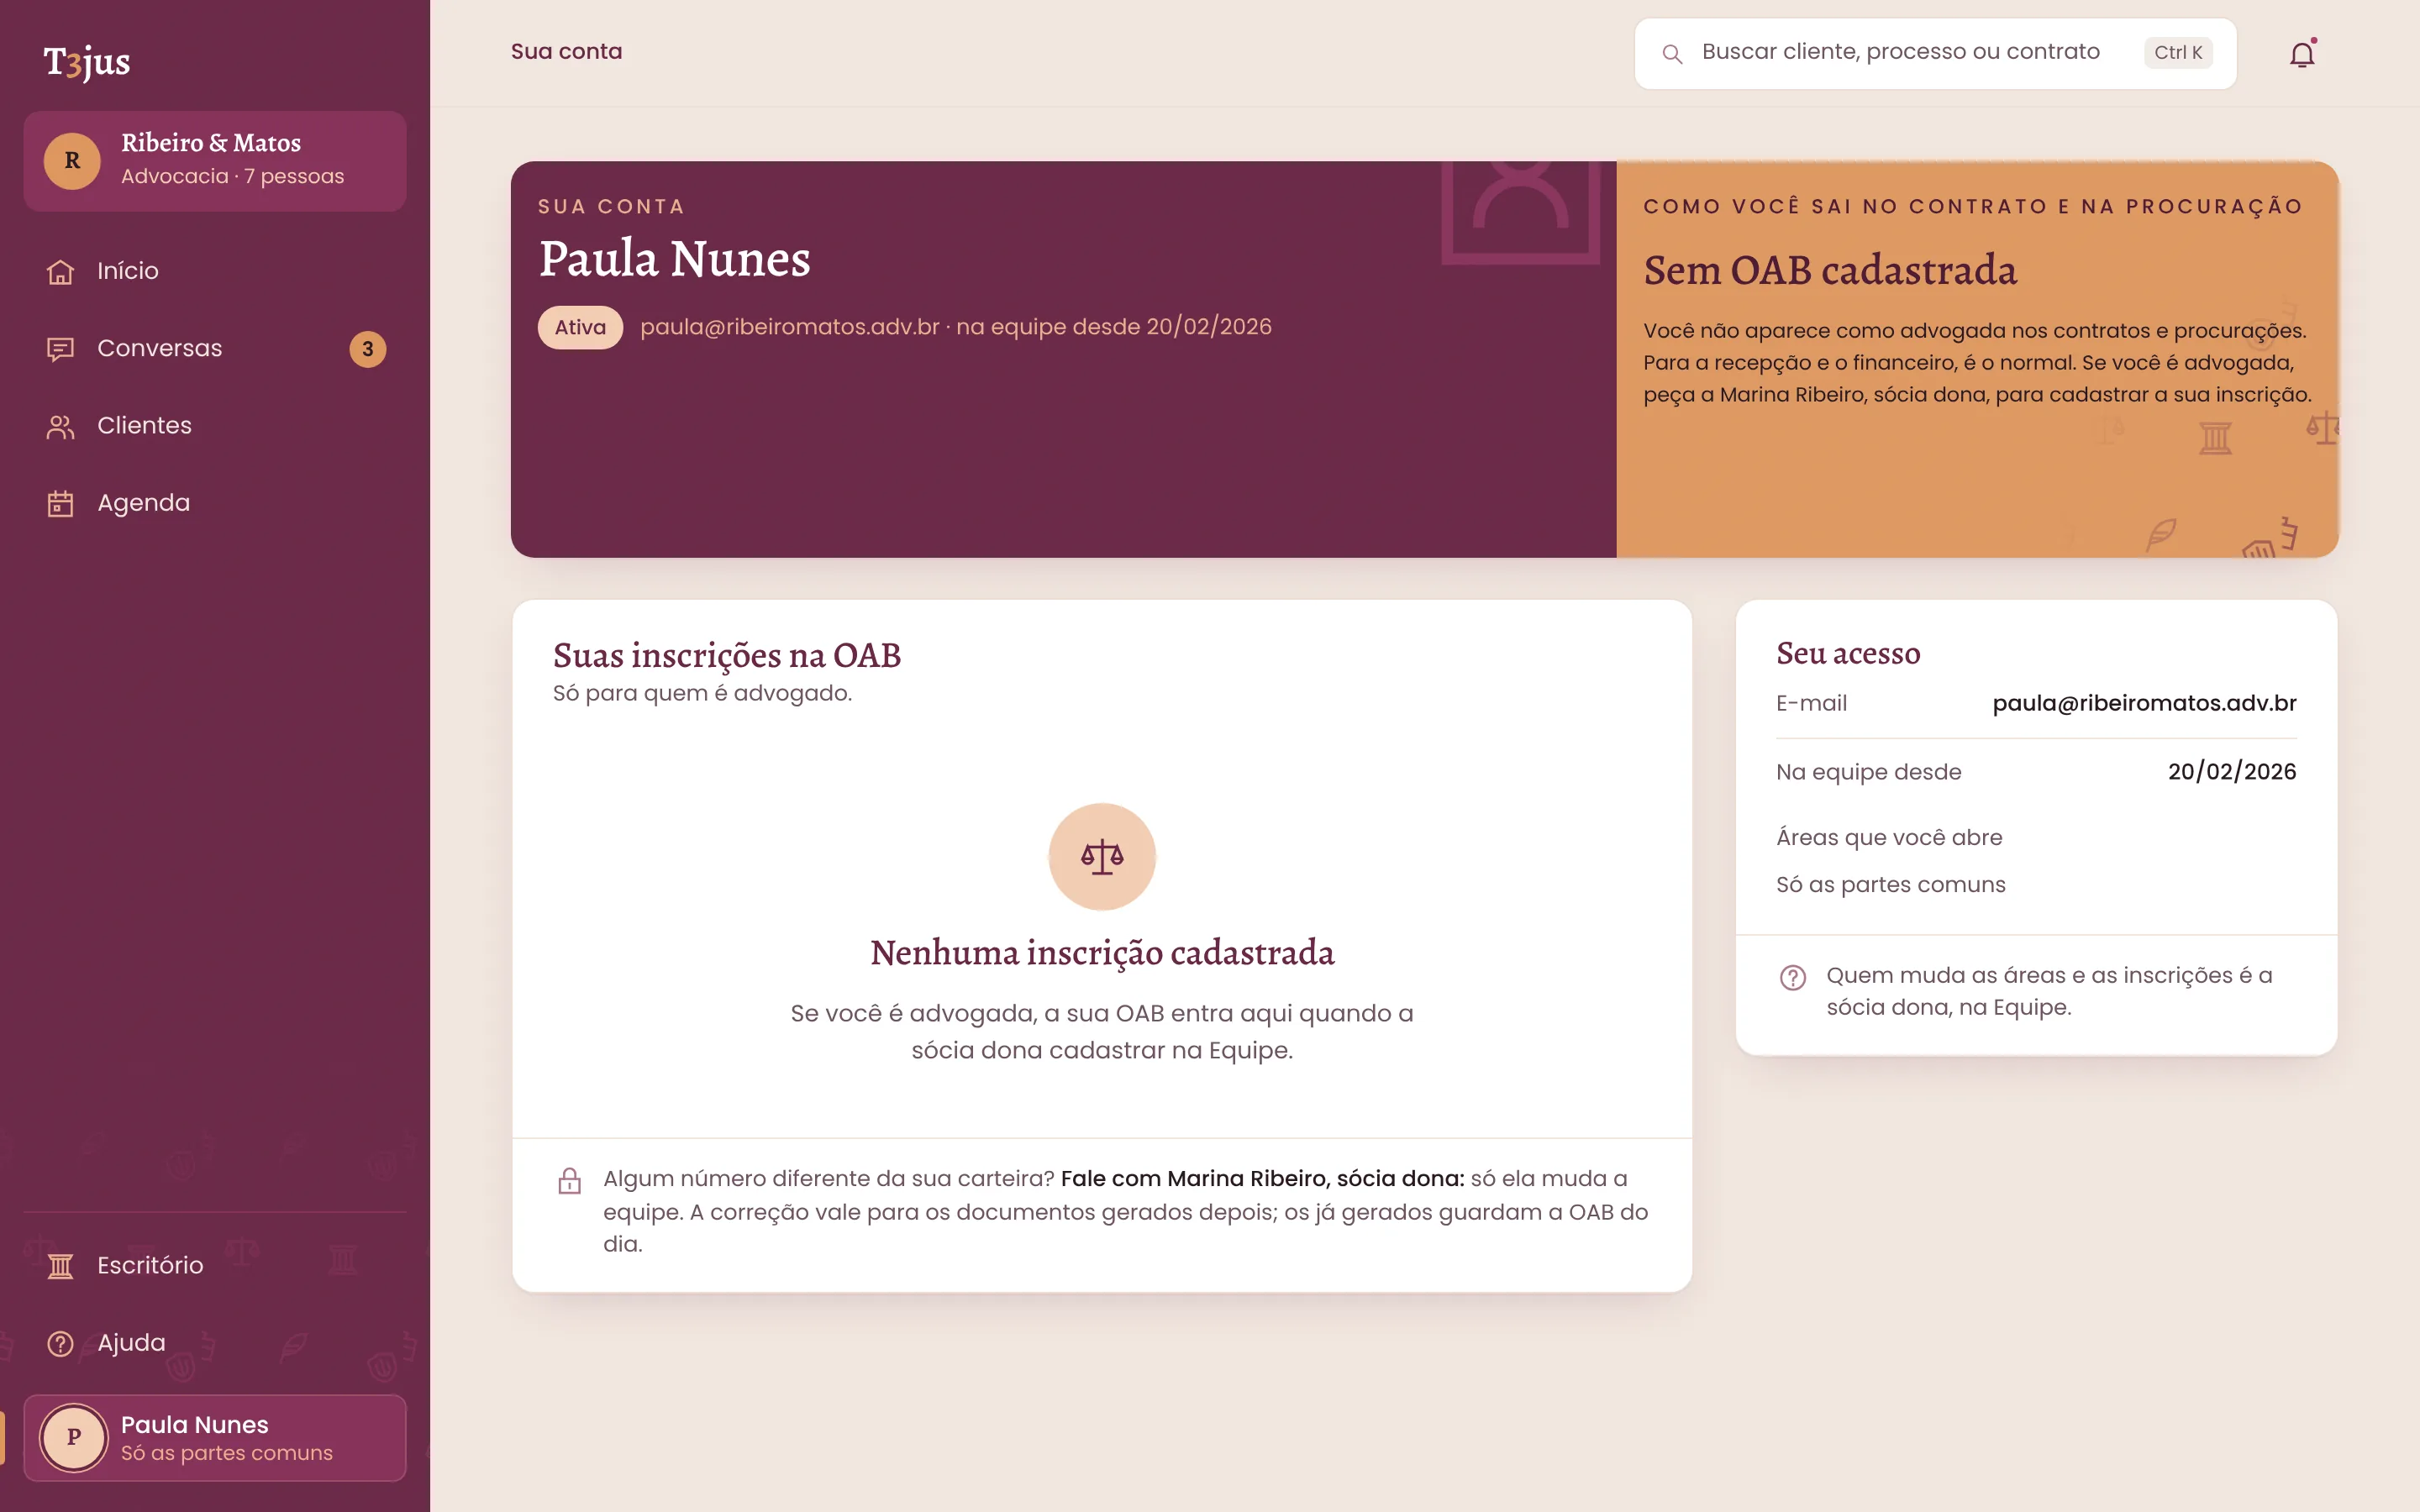 T3jus
R
Ribeiro & Matos
Advocacia · 7 pessoas
Início
Conversas
3
Clientes
Agenda
Escritório
Ajuda
P
Paula Nunes
Só as partes comuns
Sua conta
Buscar cliente, processo ou contrato
Ctrl K
SUA CONTA
Paula Nunes
Ativa
paula@ribeiromatos.adv.br · na equipe desde 20/02/2026
COMO VOCÊ SAI NO CONTRATO E NA PROCURAÇÃO
Sem OAB cadastrada
Você não aparece como advogada nos contratos e procurações.
Para a recepção e o financeiro, é o normal. Se você é advogada,
peça a Marina Ribeiro, sócia dona, para cadastrar a sua inscrição.
Suas inscrições na OAB
Só para quem é advogado.
Nenhuma inscrição cadastrada
Se você é advogada, a sua OAB entra aqui quando a
sócia dona cadastrar na Equipe.
Algum número diferente da sua carteira? Fale com Marina Ribeiro, sócia dona: só ela muda a
equipe. A correção vale para os documentos gerados depois; os já gerados guardam a OAB do
dia.
Seu acesso
E-mail
paula@ribeiromatos.adv.br
Na equipe desde
20/02/2026
Áreas que você abre
Só as partes comuns
Quem muda as áreas e as inscrições é a
sócia dona, na Equipe.